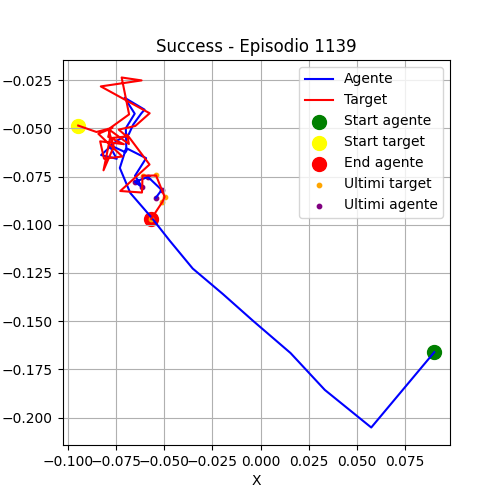 Success - Episodio 1139
Agente
Target
Start agente
Start target
End agente
Ultimi target
Ultimi agente
−0.025
−0.050
−0.075
−0.100
−0.125
−0.150
−0.175
−0.200
−0.100 −0.075 −0.050 −0.025 0.000 0.025 0.050 0.075
X